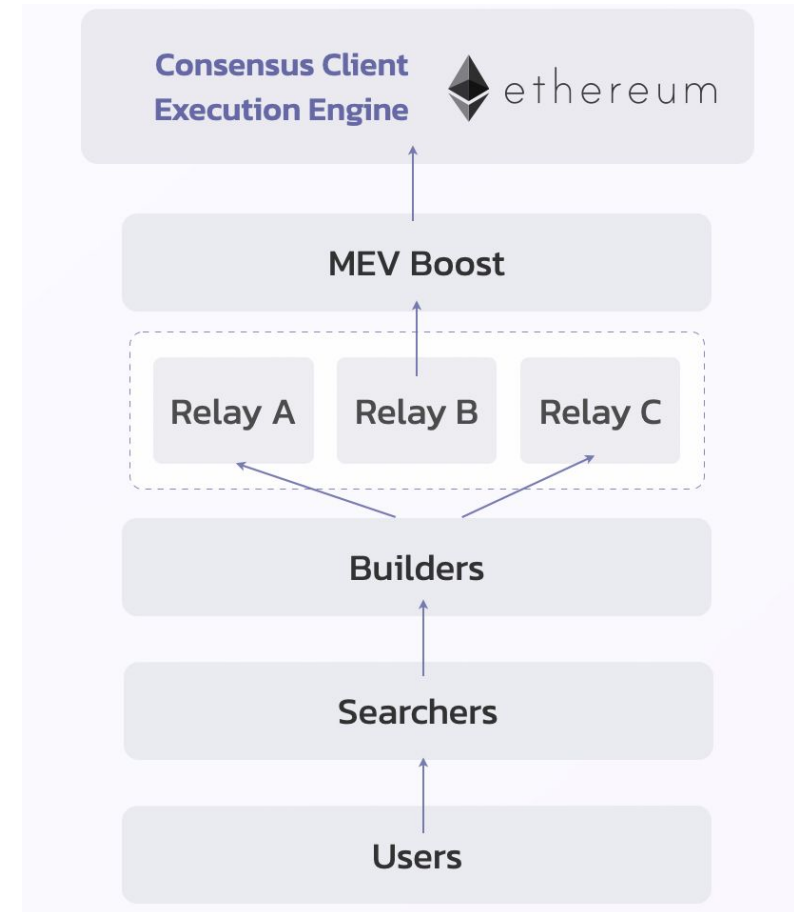 Consensus Client
Execution Engine
ethereum
MEV Boost
Relay A
Relay B
Relay C
Builders
Searchers
Users